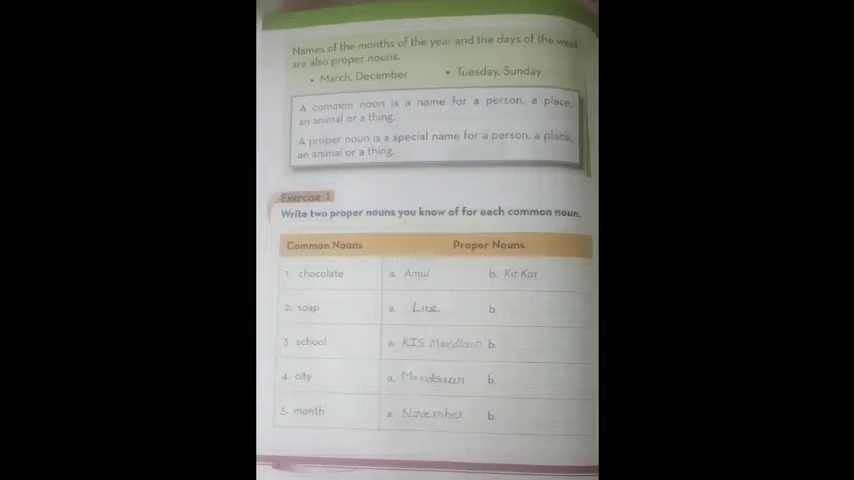 Names of the months of the year and the days of the week
are also proper nouns.
• March, December • Tuesday, Sunday
A common noun is a name for a person, a place,
an animal or a thing.
A proper noun is a special name for a person, a place,
an animal or a thing.
Exercise 1
Write two proper nouns you know of for each common noun.
Common Nouns Proper Nouns
1. chocolate a. Amul b. Kit Kat
2. soap a. b.
3. school a. KIS b.
4. city a. Mandsaur b.
5. month a. November b.